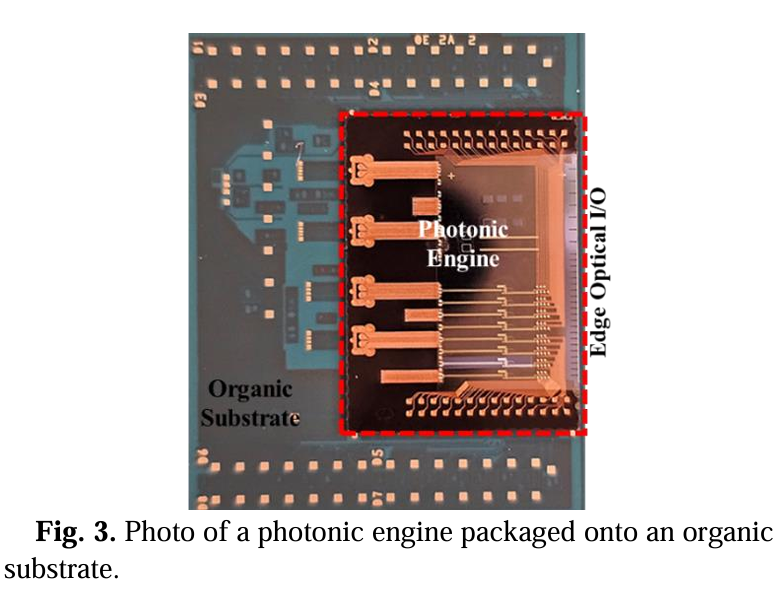 D1
D2
D3
D4
Photonic
Engine
Edge Optical I/O
Organic
Substrate
D6
D5
D7
Fig. 3. Photo of a photonic engine packaged onto an organic
substrate.